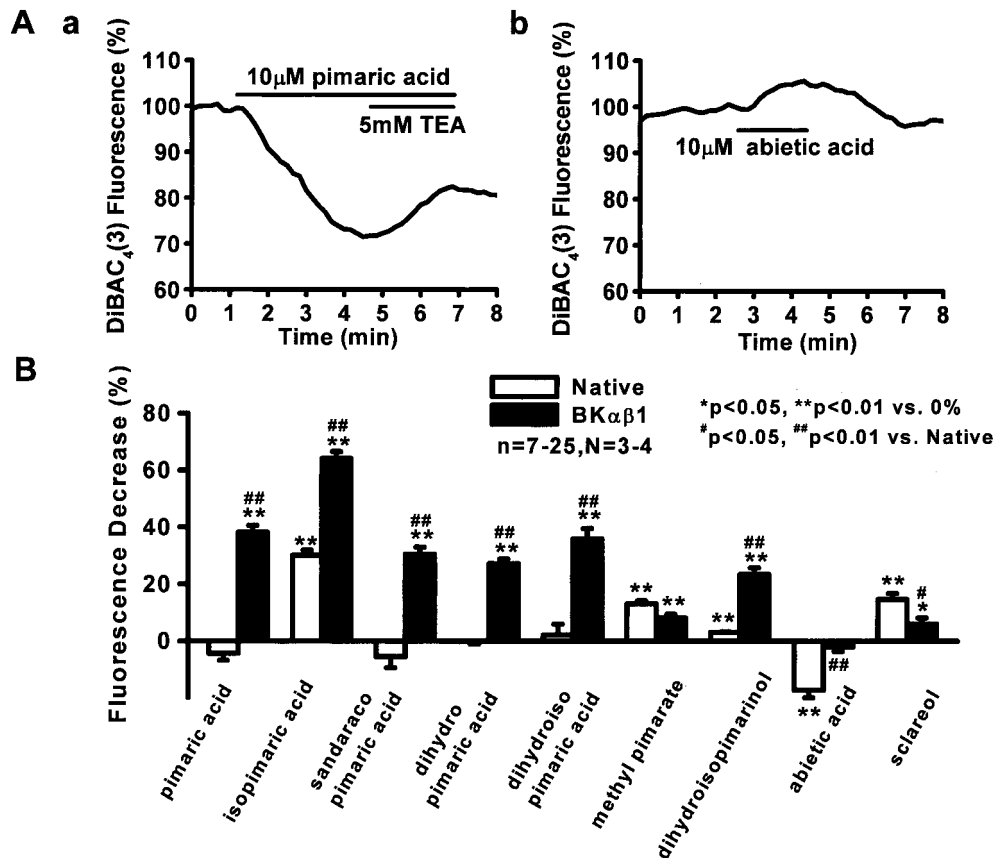 A a
DiBAC4(3) Fluorescence (%)
110
100
90
80
70
60
10μM pimaric acid
5mM TEA
0 1 2 3 4 5 6 7 8
Time (min)
b
DiBAC4(3) Fluorescence (%)
110
100
90
80
70
60
10μM abietic acid
0 1 2 3 4 5 6 7 8
Time (min)
B
Fluorescence Decrease (%)
80
60
40
20
0
Native
BKαβ1
n=7-25,N=3-4
*p<0.05, **p<0.01 vs. 0%
#p<0.05, ##p<0.01 vs. Native
##
**
**
##
**
##
**
##
**
##
**
**
**
**
##
**
**
##
**
#
*
pimaric acid
isopimaric acid
sandaraco
pimaric acid
dihydro
pimaric acid
dihydroiso
pimaric acid
methyl pimarate
dihydroisopimarinol
abietic acid
sclareol